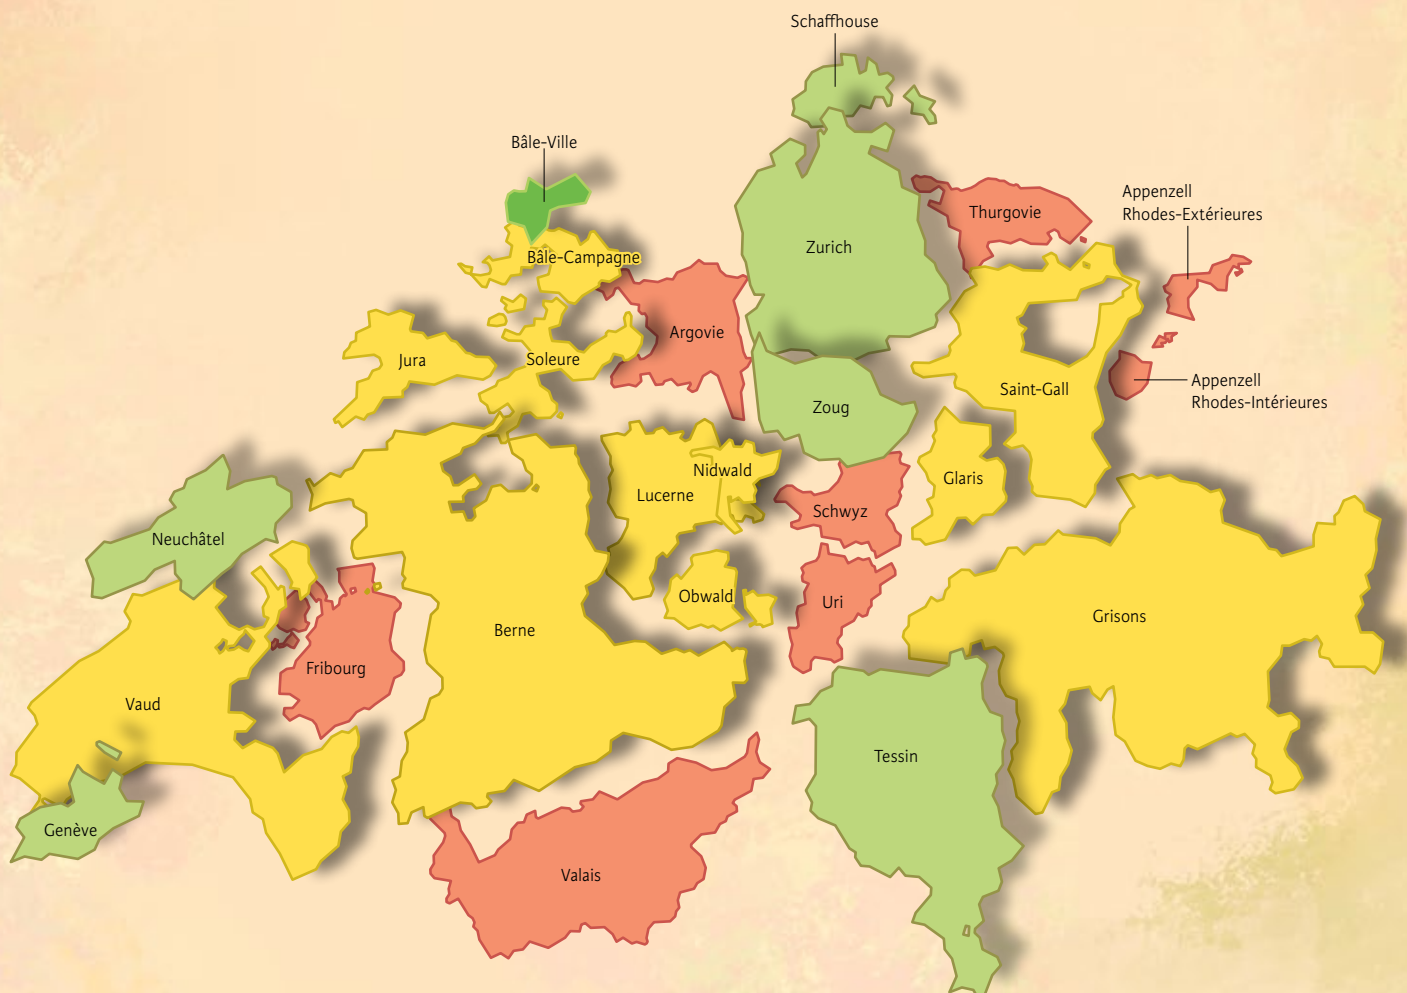 Schaffhouse
Bâle-Ville
Appenzell
Rhodes-Extérieures
Thurgovie
Zurich
Bâle-Campagne
Argovie
Jura
Soleure
Appenzell
Rhodes-Intérieures
Saint-Gall
Zoug
Nidwald
Glaris
Lucerne
Schwyz
Neuchâtel
Obwald
Uri
Grisons
Berne
Fribourg
Vaud
Tessin
Genève
Valais